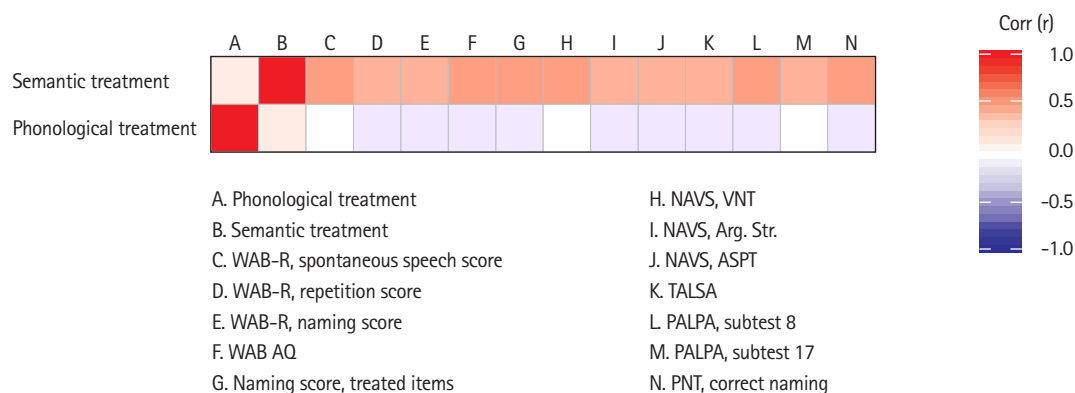 Corr (r)
A B C D E F G H I J K L M N
Semantic treatment
Phonological treatment
1.0
0.5
0.0
-0.5
-1.0
A. Phonological treatment
B. Semantic treatment
C. WAB-R, spontaneous speech score
D. WAB-R, repetition score
E. WAB-R, naming score
F. WAB AQ
G. Naming score, treated items
H. NAVS, VNT
I. NAVS, Arg. Str.
J. NAVS, ASPT
K. TALSA
L. PALPA, subtest 8
M. PALPA, subtest 17
N. PNT, correct naming